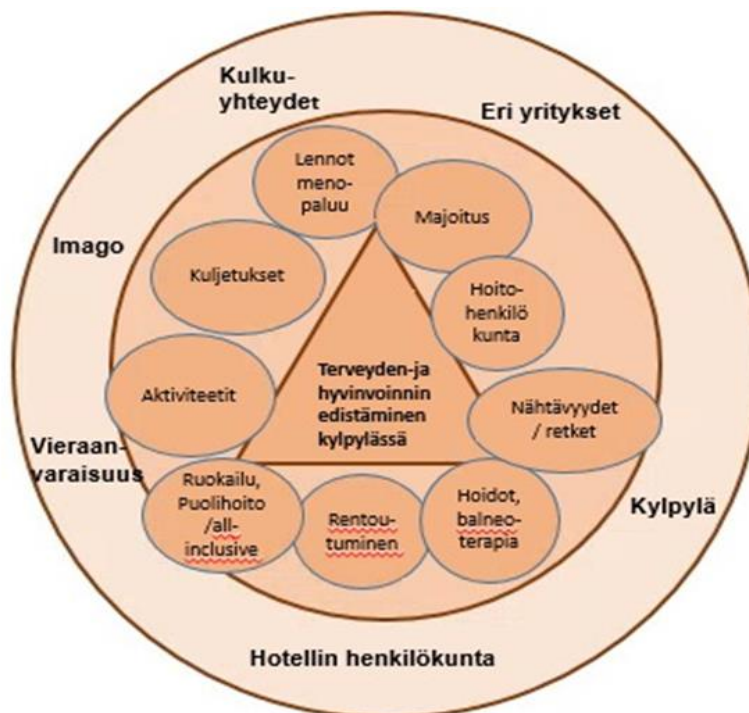 Kulku-
yhteydet
Eri yritykset
Lennot
meno-
paluu
Majoitus
Imago
Kuljetukset
Hoito-
henkilö
kunta
Terveyden-ja
hyvinvoinnin
edistäminen
kylpylässä
Aktiviteetit
Nähtävyydet
/ retket
Vieraan-
varaisuus
Ruokailu,
Puolihoito
/all-
inclusive
Rentou-
tuminen
Hoidot,
balneo-
terapia
Kylpylä
Hotellin henkilökunta